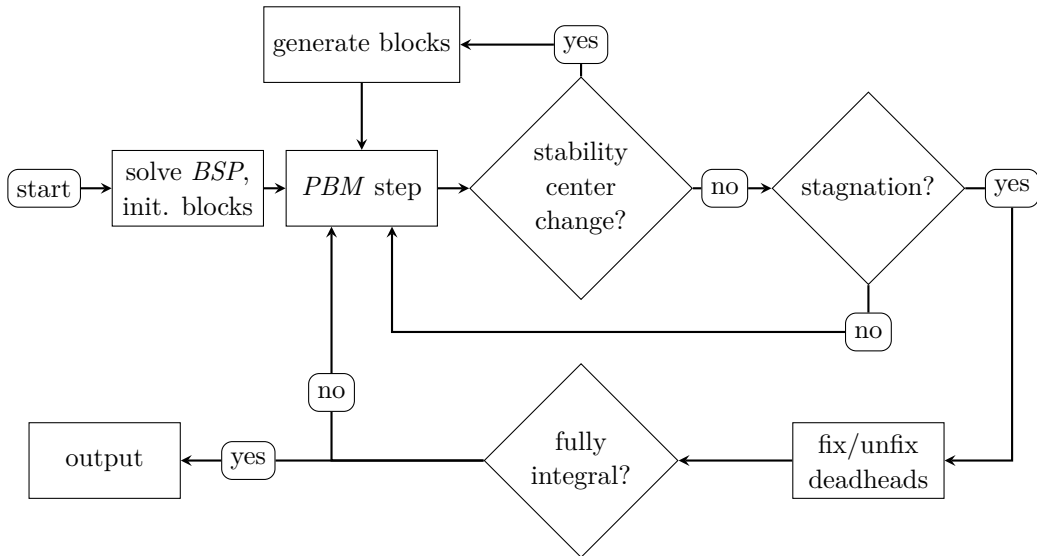 generate blocks
yes
start
solve BSP,
init. blocks
PBM step
stability
center
change?
no
stagnation?
yes
no
no
output
yes
fully
integral?
fix/unfix
deadheads